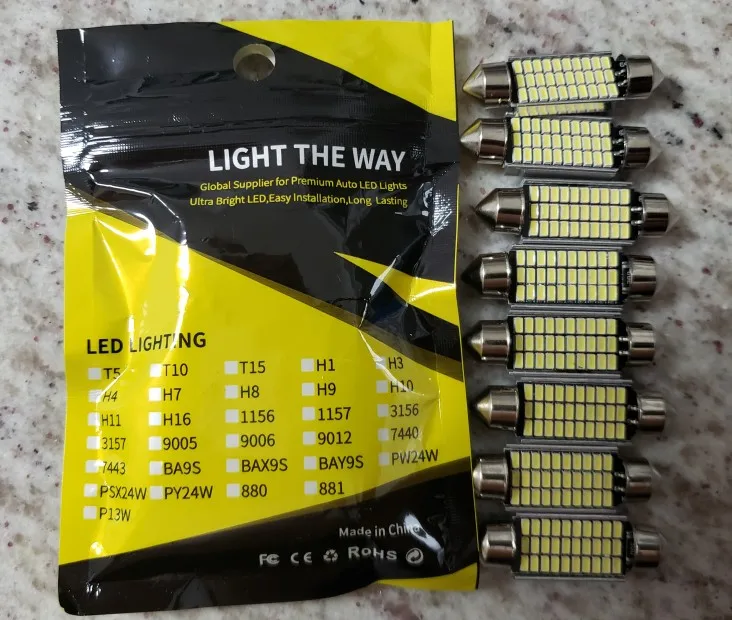 LIGHT THE WAY
Global Supplier for Premium Auto LED Lights
Ultra Bright LED,Easy Installation,Long Lasting
LED LIGHTING
T5 T10 T15 H1 H3
H4 H7 H8 H9 H10
H11 H16 1156 1157 3156
3157 9005 9006 9012 7440
7443 BA9S BAX9S BAY9S PW24W
PSX24W PY24W 880 881
P13W
Made in China
FC CE RoHS